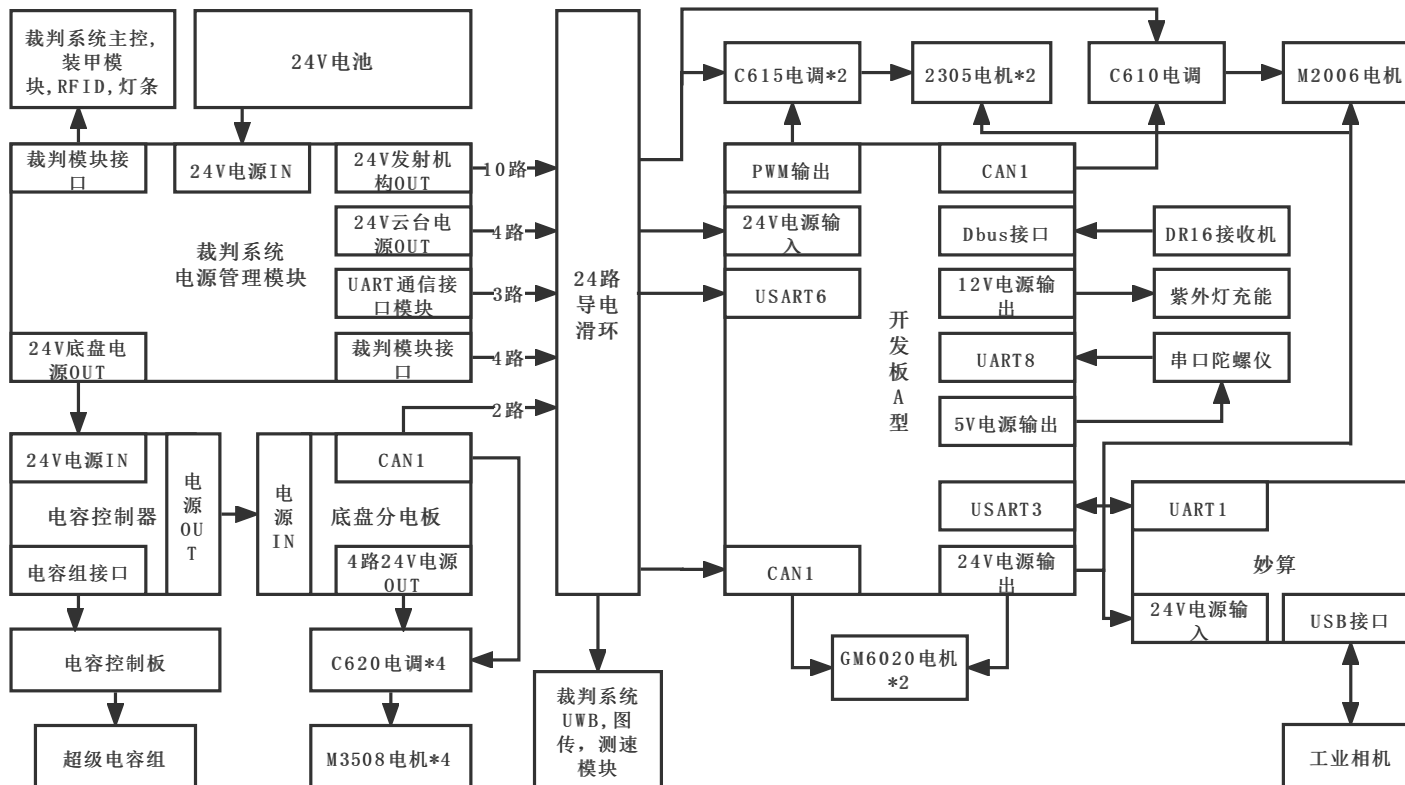 裁判系统主控,
装甲模
块,RFID,灯条
24V电池
C615电调*2
2305电机*2
C610电调
M2006电机
裁判模块接
口
24V电源IN
24V发射机
构OUT
10路
PWM输出
CAN1
24V云台电
源OUT
4路
24V电源输
入
Dbus接口
DR16接收机
裁判系统
电源管理模块
UART通信接
口模块
3路
24路
导电
滑环
USART6
12V电源输
出
紫外灯充能
24V底盘电
源OUT
裁判模块接
口
4路
开
发
板
A
型
UART8
串口陀螺仪
2路
5V电源输出
24V电源IN
电
源
OU
T
电
源
IN
CAN1
电容控制器
底盘分电板
USART3
UART1
电容组接口
4路24V电源
OUT
CAN1
24V电源输
出
妙算
24V电源输
入
USB接口
电容控制板
C620电调*4
GM6020电机
*2
裁判系统
UWB,图
传，测速
模块
超级电容组
M3508电机*4
工业相机